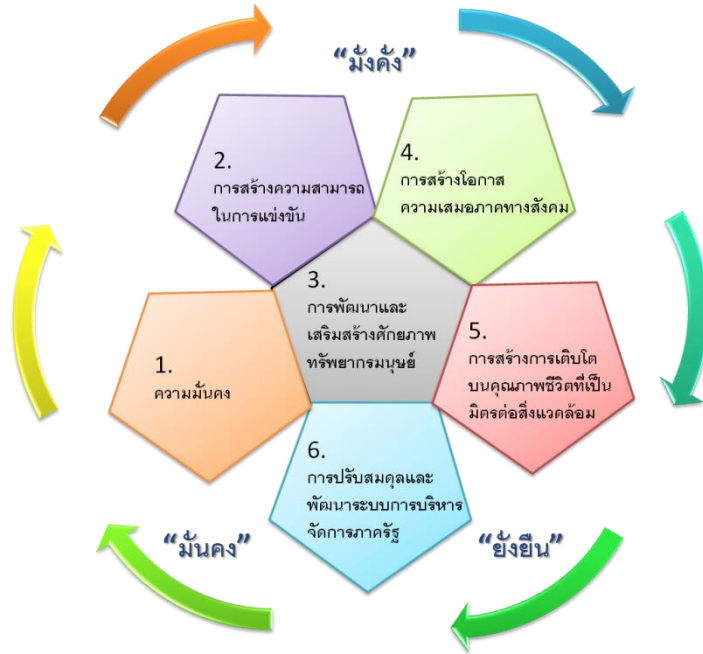 “มั่งคั่ง”
2.
การสร้างความสามารถ
ในการแข่งขัน
4.
การสร้างโอกาส
ความเสมอภาคทางสังคม
3.
การพัฒนาและ
เสริมสร้างศักยภาพ
ทรัพยากรมนุษย์
1.
ความมั่นคง
5.
การสร้างการเติบโต
บนคุณภาพชีวิตที่เป็น
มิตรต่อสิ่งแวดล้อม
6.
การปรับสมดุลและ
พัฒนาระบบการบริหาร
จัดการภาครัฐ
“มั่นคง”
“ยั่งยืน”